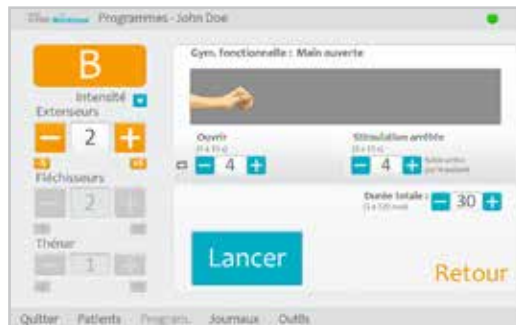 Programmes - John Doe
B
Intensité
Extenseurs
2
Fléchisseurs
2
Thénar
1
Gym. fonctionnelle : Main ouverte
Ouvrir
4
Stimulation arrêtée
4
Durée totale :
30
Lancer
Retour
Quitter Patients Program. Journaux Outils